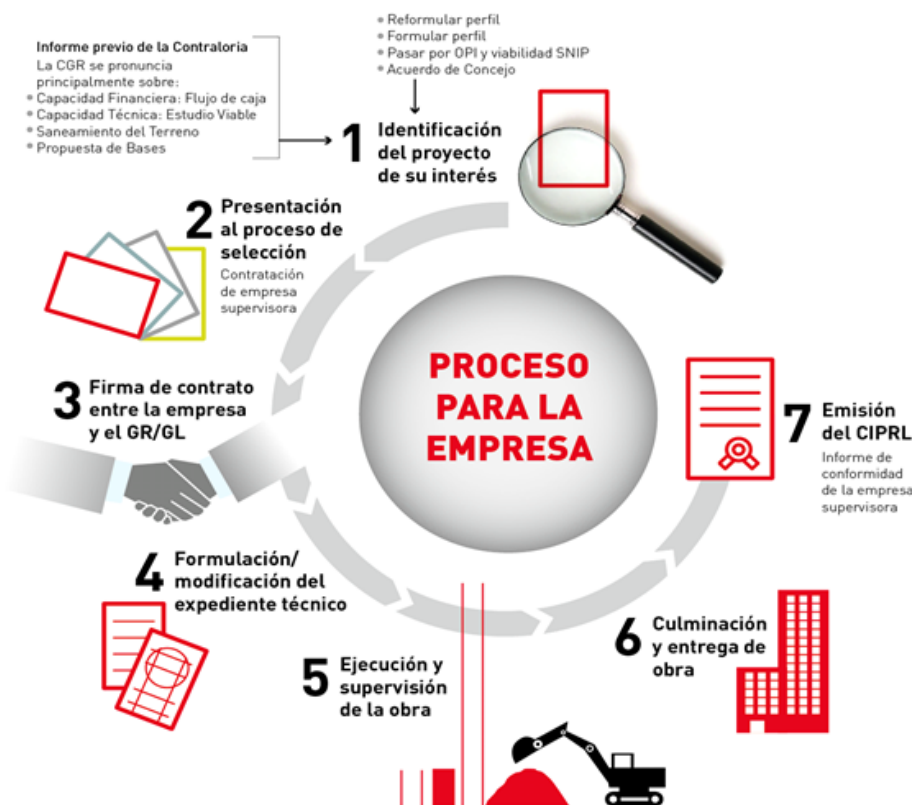 Informe previo de la Contraloria
La CGR se pronuncia
principalmente sobre:
• Capacidad Financiera: Flujo de caja
• Capacidad Técnica: Estudio Viable
• Saneamiento del Terreno
• Propuesta de Bases
• Reformular perfil
• Formular perfil
• Pasar por OPI y viabilidad SNIP
• Acuerdo de Concejo
1 Identificación
del proyecto
de su interés
2 Presentación
al proceso de
selección
Contratación
de empresa
supervisora
3 Firma de contrato
entre la empresa
y el GR/GL
PROCESO
PARA LA
EMPRESA
4 Formulación/
modificación del
expediente técnico
5 Ejecución y
supervisión
de la obra
6 Culminación
y entrega de
obra
7 Emisión
del CIPRL
Informe de
conformidad
de la empresa
supervisora